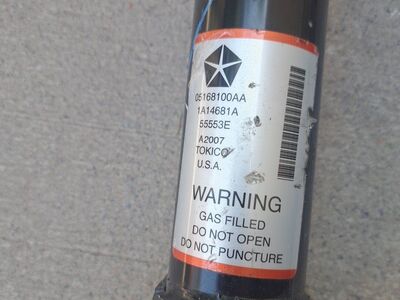 05168100AA
1A14681A
55553E
A2007
TOKICO
U.S.A.
WARNING
GAS FILLED
DO NOT OPEN
DO NOT PUNCTURE